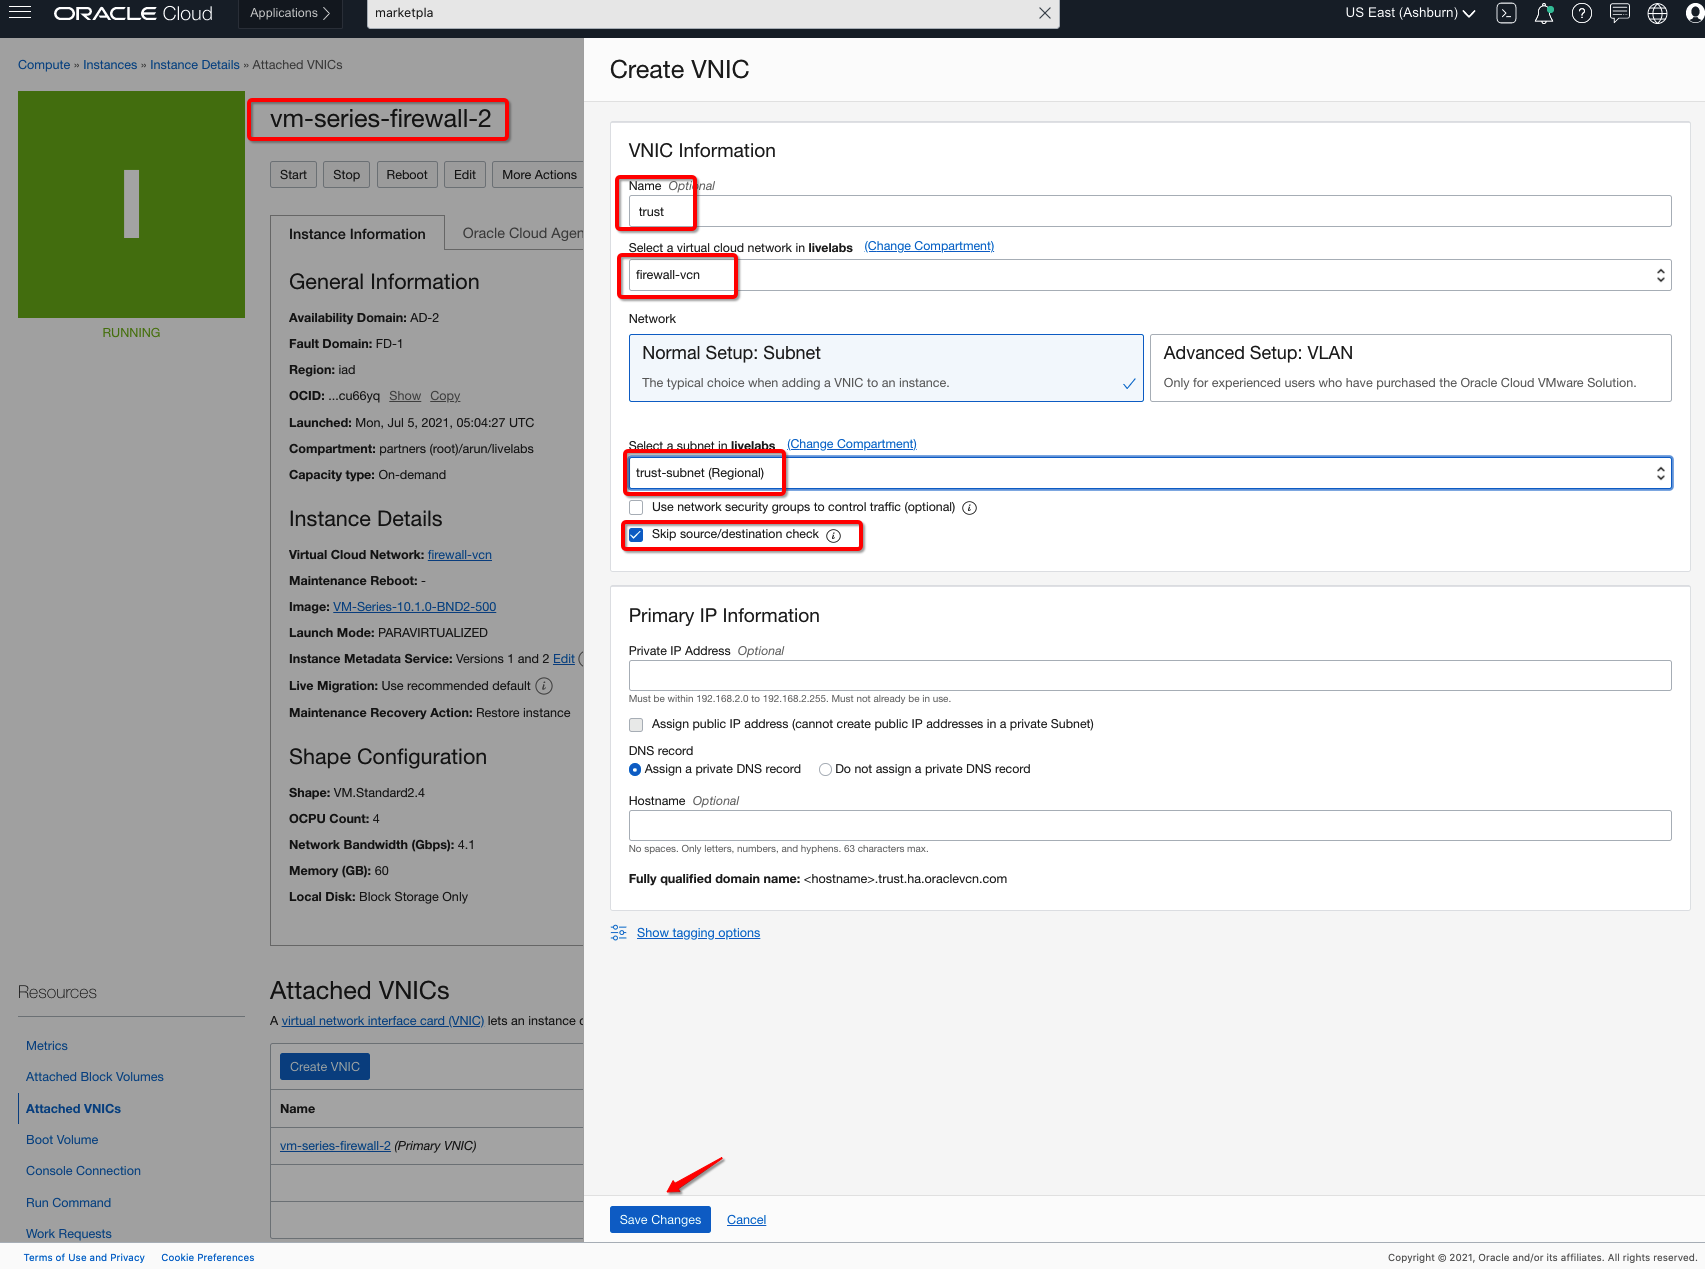 ORACLE Cloud
Applications
marketpla
US East (Ashburn)
Compute » Instances » Instance Details » Attached VNICs
vm-series-firewall-2
RUNNING
Start
Stop
Reboot
Edit
More Actions
Instance Information
Oracle Cloud Agen
General Information
Availability Domain: AD-2
Fault Domain: FD-1
Region: iad
OCID: ...cu66yq Show Copy
Launched: Mon, Jul 5, 2021, 05:04:27 UTC
Compartment: partners (root)/arun/livelabs
Capacity type: On-demand
Instance Details
Virtual Cloud Network: firewall-vcn
Maintenance Reboot: -
Image: VM-Series-10.1.0-BND2-500
Launch Mode: PARAVIRTUALIZED
Instance Metadata Service: Versions 1 and 2 Edit
Live Migration: Use recommended default
Maintenance Recovery Action: Restore instance
Shape Configuration
Shape: VM.Standard2.4
OCPU Count: 4
Network Bandwidth (Gbps): 4.1
Memory (GB): 60
Local Disk: Block Storage Only
Resources
Metrics
Attached Block Volumes
Attached VNICs
Boot Volume
Console Connection
Run Command
Work Requests
Attached VNICs
A virtual network interface card (VNIC) lets an instance
Create VNIC
Name
vm-series-firewall-2 (Primary VNIC)
Create VNIC
VNIC Information
Name Optional
trust
Select a virtual cloud network in livelabs (Change Compartment)
firewall-vcn
Network
Normal Setup: Subnet
The typical choice when adding a VNIC to an instance.
Advanced Setup: VLAN
Only for experienced users who have purchased the Oracle Cloud VMware Solution.
Select a subnet in livelabs (Change Compartment)
trust-subnet (Regional)
Use network security groups to control traffic (optional)
Skip source/destination check
Primary IP Information
Private IP Address Optional
Must be within 192.168.2.0 to 192.168.2.255. Must not already be in use.
Assign public IP address (cannot create public IP addresses in a private Subnet)
DNS record
Assign a private DNS record
Do not assign a private DNS record
Hostname Optional
No spaces. Only letters, numbers, and hyphens. 63 characters max.
Fully qualified domain name: <hostname>.trust.ha.oraclevcn.com
Show tagging options
Save Changes
Cancel
Terms of Use and Privacy
Cookie Preferences
Copyright © 2021, Oracle and/or its affiliates. All rights reserved.